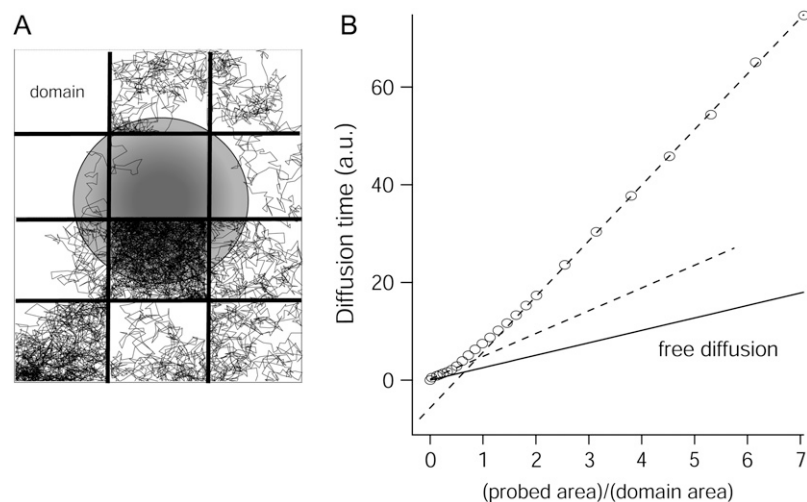 A
domain
B
Diffusion time (a.u.)
60
40
20
0
free diffusion
0 1 2 3 4 5 6 7
(probed area)/(domain area)